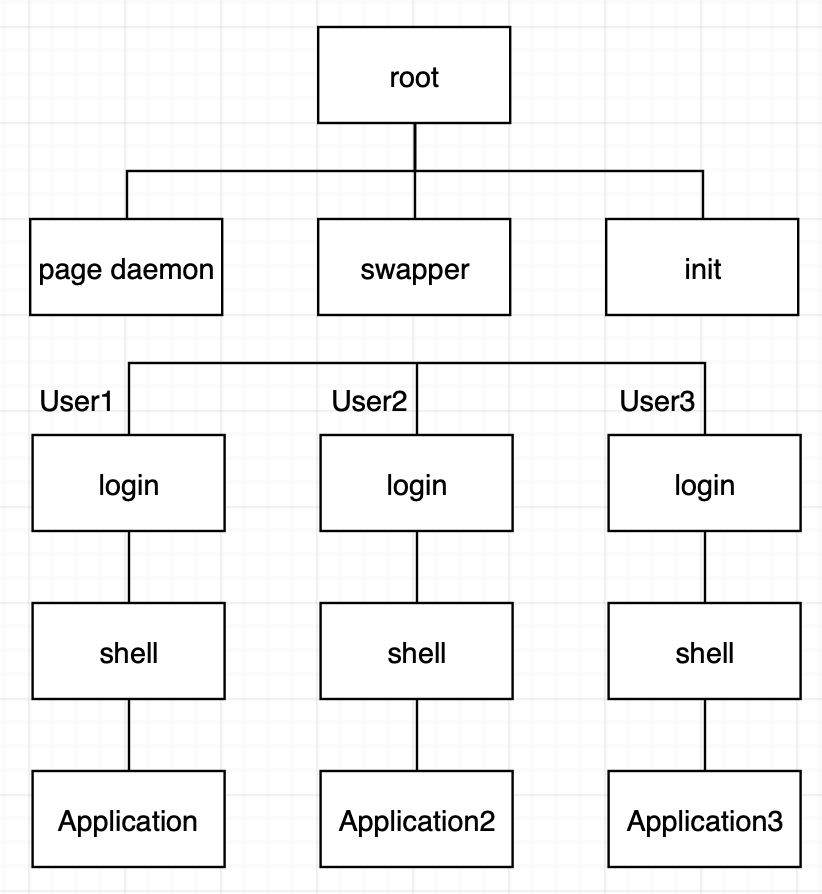 root
page daemon
swapper
init
User1
User2
User3
login
login
login
shell
shell
shell
Application
Application2
Application3